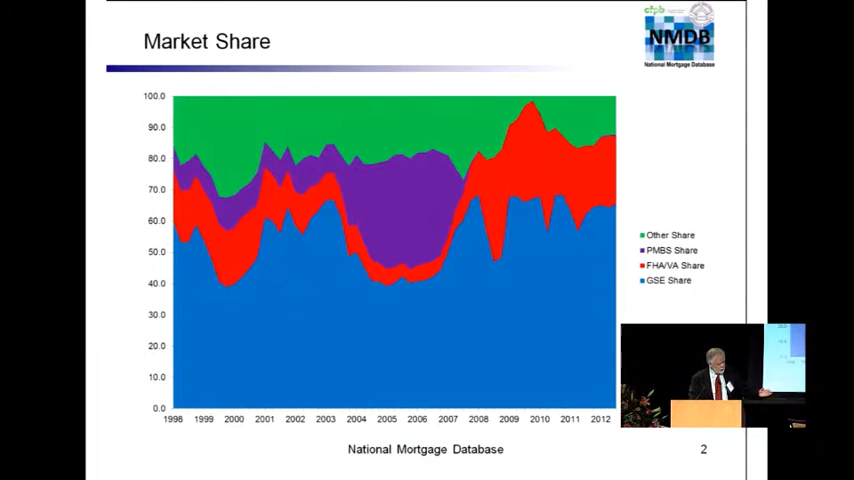 Market Share
cfpb
NMDB
National Mortgage Database
100.0
90.0
80.0
70.0
60.0
50.0
40.0
30.0
20.0
10.0
0.0
1998 1999 2000 2001 2002 2003 2004 2005 2006 2007 2008 2009 2010 2011 2012
Other Share
PMBS Share
FHA/VA Share
GSE Share
National Mortgage Database
2